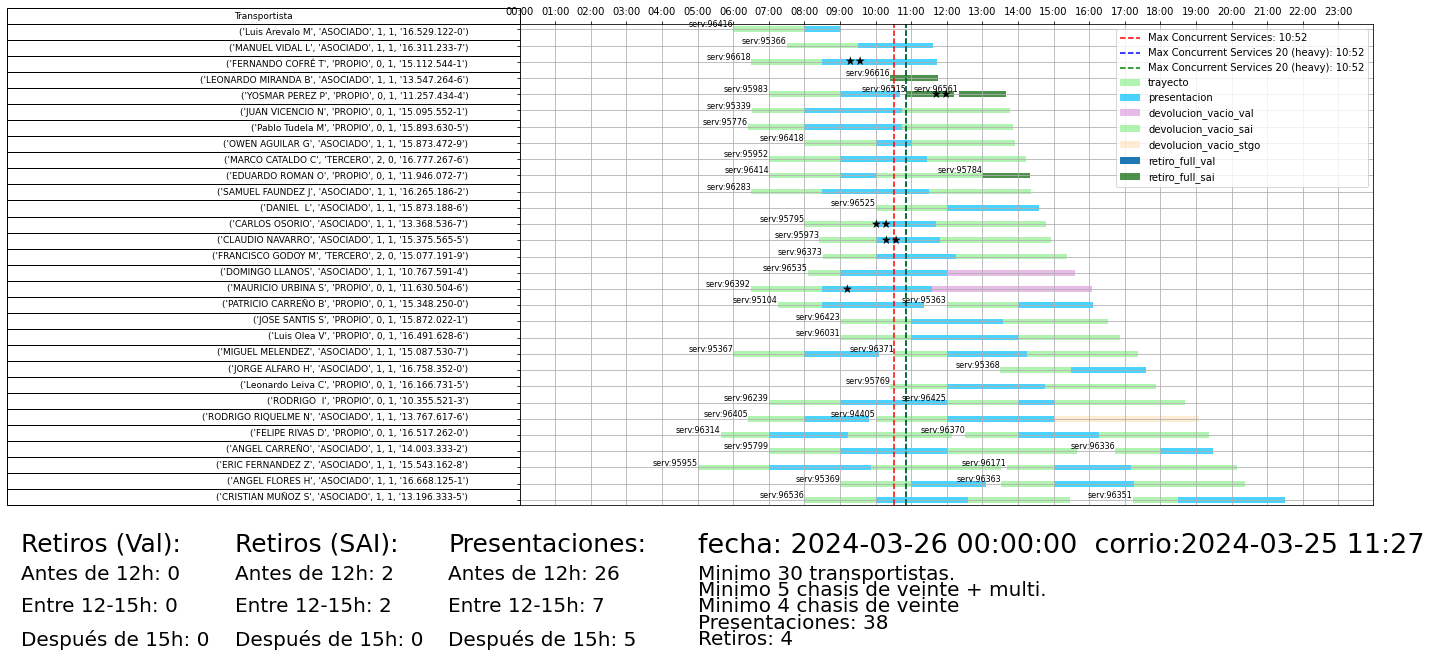 00:00 01:00 02:00 03:00 04:00 05:00 06:00 07:00 08:00 09:00 10:00 11:00 12:00 13:00 14:00 15:00 16:00 17:00 18:00 19:00 20:00 21:00 22:00 23:00
Transportista
('Luis Arevalo M', 'ASOCIADO', 1, 1, '16.529.122-0') serv:96416
('MANUEL VIDAL L', 'ASOCIADO', 1, 1, '16.311.233-7') serv:95366
('FERNANDO COFRÉ T', 'PROPIO', 0, 1, '15.112.544-1') serv:96618
('LEONARDO MIRANDA B', 'ASOCIADO', 1, 1, '13.547.264-6') serv:96616
('YOSMAR PEREZ P', 'PROPIO', 0, 1, '11.257.434-4') serv:95983 serv:96515 serv:96561
('JUAN VICENCIO N', 'PROPIO', 0, 1, '15.095.552-1') serv:95339
('Pablo Tudela M', 'PROPIO', 0, 1, '15.893.630-5') serv:95776
('OWEN AGUILAR G', 'ASOCIADO', 1, 1, '15.873.472-9') serv:96418
('MARCO CATALDO C', 'TERCERO', 2, 0, '16.777.267-6') serv:95952
('EDUARDO ROMAN O', 'PROPIO', 0, 1, '11.946.072-7') serv:96414 serv:95784
('SAMUEL FAUNDEZ J', 'ASOCIADO', 1, 1, '16.265.186-2') serv:96283
('DANIEL  L', 'ASOCIADO', 1, 1, '15.873.188-6') serv:96525
('CARLOS OSORIO', 'ASOCIADO', 1, 1, '13.368.536-7') serv:95795
('CLAUDIO NAVARRO', 'ASOCIADO', 1, 1, '15.375.565-5') serv:95973
('FRANCISCO GODOY M', 'TERCERO', 2, 0, '15.077.191-9') serv:96373
('DOMINGO LLANOS', 'ASOCIADO', 1, 1, '10.767.591-4') serv:96535
('MAURICIO URBINA S', 'PROPIO', 0, 1, '11.630.504-6') serv:96392
('PATRICIO CARREÑO B', 'PROPIO', 0, 1, '15.348.250-0') serv:95104 serv:95363
('JOSE SANTIS S', 'PROPIO', 0, 1, '15.872.022-1') serv:96423
('Luis Olea V', 'PROPIO', 0, 1, '16.491.628-6') serv:96031
('MIGUEL MELENDEZ', 'ASOCIADO', 1, 1, '15.087.530-7') serv:95367 serv:96371
('JORGE ALFARO H', 'ASOCIADO', 1, 1, '16.758.352-0') serv:95368
('Leonardo Leiva C', 'PROPIO', 0, 1, '16.166.731-5') serv:95769
('RODRIGO  I', 'PROPIO', 0, 1, '10.355.521-3') serv:96239 serv:96425
('RODRIGO RIQUELME N', 'ASOCIADO', 1, 1, '13.767.617-6') serv:96405 serv:94405
('FELIPE RIVAS D', 'PROPIO', 0, 1, '16.517.262-0') serv:96314 serv:96370
('ANGEL CARREÑO', 'ASOCIADO', 1, 1, '14.003.333-2') serv:95799 serv:96336
('ERIC FERNANDEZ Z', 'ASOCIADO', 1, 1, '15.543.162-8') serv:95955 serv:96171
('ANGEL FLORES H', 'ASOCIADO', 1, 1, '16.668.125-1') serv:95369 serv:96363
('CRISTIAN MUÑOZ S', 'ASOCIADO', 1, 1, '13.196.333-5') serv:96536 serv:96351
Max Concurrent Services: 10:52
Max Concurrent Services 20 (heavy): 10:52
Max Concurrent Services 20 (heavy): 10:52
trayecto
presentacion
devolucion_vacio_val
devolucion_vacio_sai
devolucion_vacio_stgo
retiro_full_val
retiro_full_sai
Retiros (Val):
Antes de 12h: 0
Entre 12-15h: 0
Después de 15h: 0
Retiros (SAI):
Antes de 12h: 2
Entre 12-15h: 2
Después de 15h: 0
Presentaciones:
Antes de 12h: 26
Entre 12-15h: 7
Después de 15h: 5
fecha: 2024-03-26 00:00:00  corrio:2024-03-25 11:27
Minimo 30 transportistas.
Minimo 5 chasis de veinte + multi.
Minimo 4 chasis de veinte
Presentaciones: 38
Retiros: 4